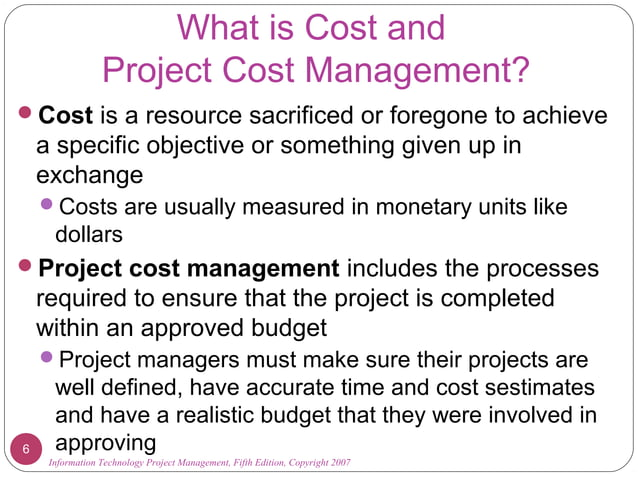 What is Cost and
Project Cost Management?
Cost is a resource sacrificed or foregone to achieve
a specific objective or something given up in
exchange
Costs are usually measured in monetary units like
dollars
Project cost management includes the processes
required to ensure that the project is completed
within an approved budget
Project managers must make sure their projects are
well defined, have accurate time and cost sestimates
and have a realistic budget that they were involved in
approving
6
Information Technology Project Management, Fifth Edition, Copyright 2007